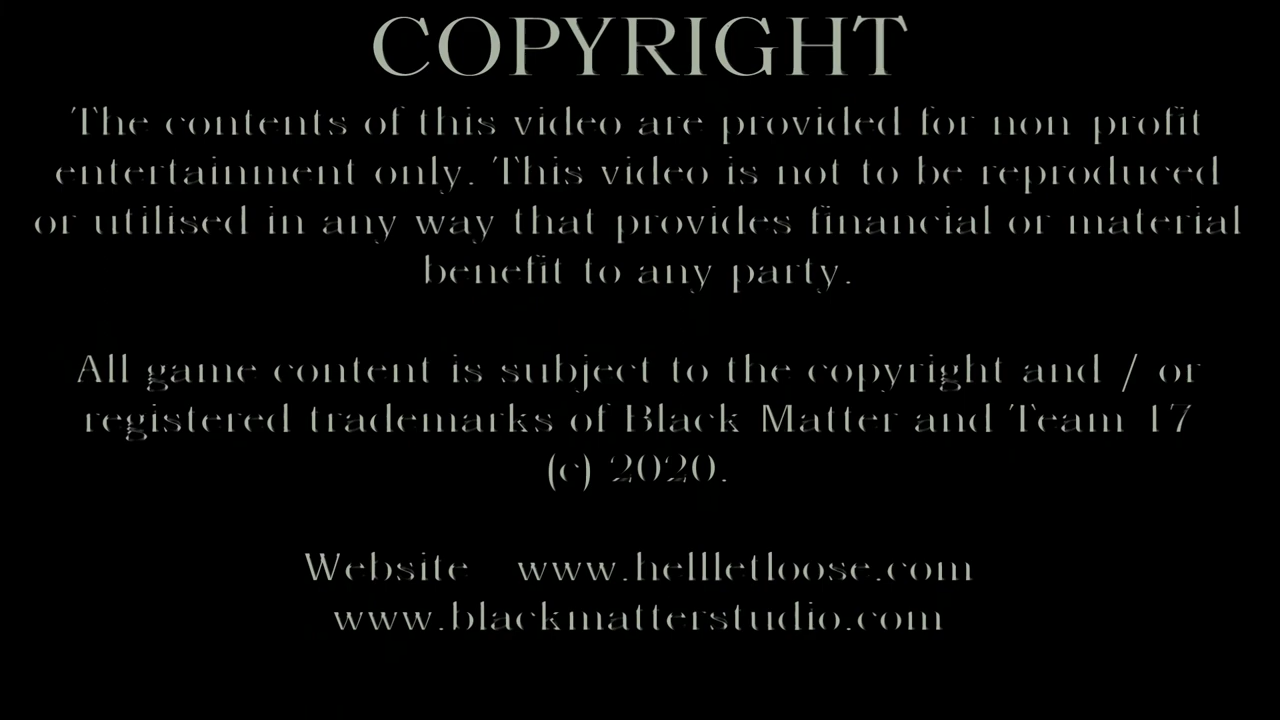 COPYRIGHT
The contents of this video are provided for non profit
entertainment only. This video is not to be reproduced
or utilised in any way that provides financial or material
benefit to any party.
All game content is subject to the copyright and / or
registered trademarks of Black Matter and Team 17
(c) 2020.
Website www.hellletloose.com
www.blackmatterstudio.com